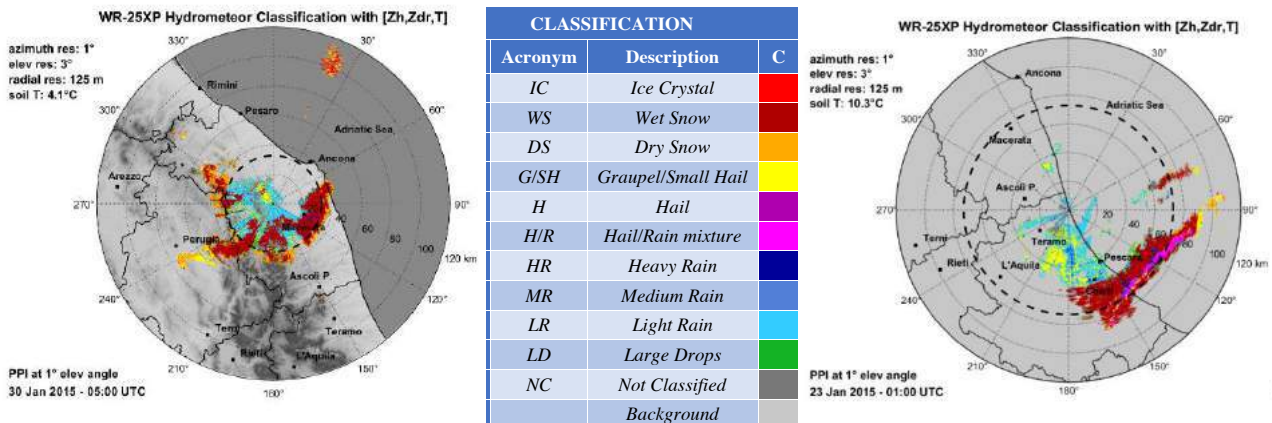 WR-25XP Hydrometeor Classification with [Zh,Zdr,T]
azimuth res: 1°
elev res: 3°
radial res: 125 m
soil T: 4.1°C
330°
30°
300°
60°
270°
90°
240°
120°
210°
150°
180°
Rimini
Pesaro
Adriatic Sea
Ancona
Arezzo
Perugia
Ascoli P.
Terni
Teramo
Rieti
L'Aquila
40
60
80
100
120 km
PPI at 1° elev angle
30 Jan 2015 - 05:00 UTC
CLASSIFICATION
Acronym Description C
IC Ice Crystal
WS Wet Snow
DS Dry Snow
G/SH Graupel/Small Hail
H Hail
H/R Hail/Rain mixture
HR Heavy Rain
MR Medium Rain
LR Light Rain
LD Large Drops
NC Not Classified
Background
WR-25XP Hydrometeor Classification with [Zh,Zdr,T]
azimuth res: 1°
elev res: 3°
radial res: 125 m
soil T: 10.3°C
330°
30°
300°
60°
270°
90°
240°
120°
210°
150°
180°
Ancona
Adriatic Sea
Macerata
Ascoli P.
Teramo
Terni
Rieti
L'Aquila
Pescara
20
40
60
80
100
120 km
PPI at 1° elev angle
23 Jan 2015 - 01:00 UTC